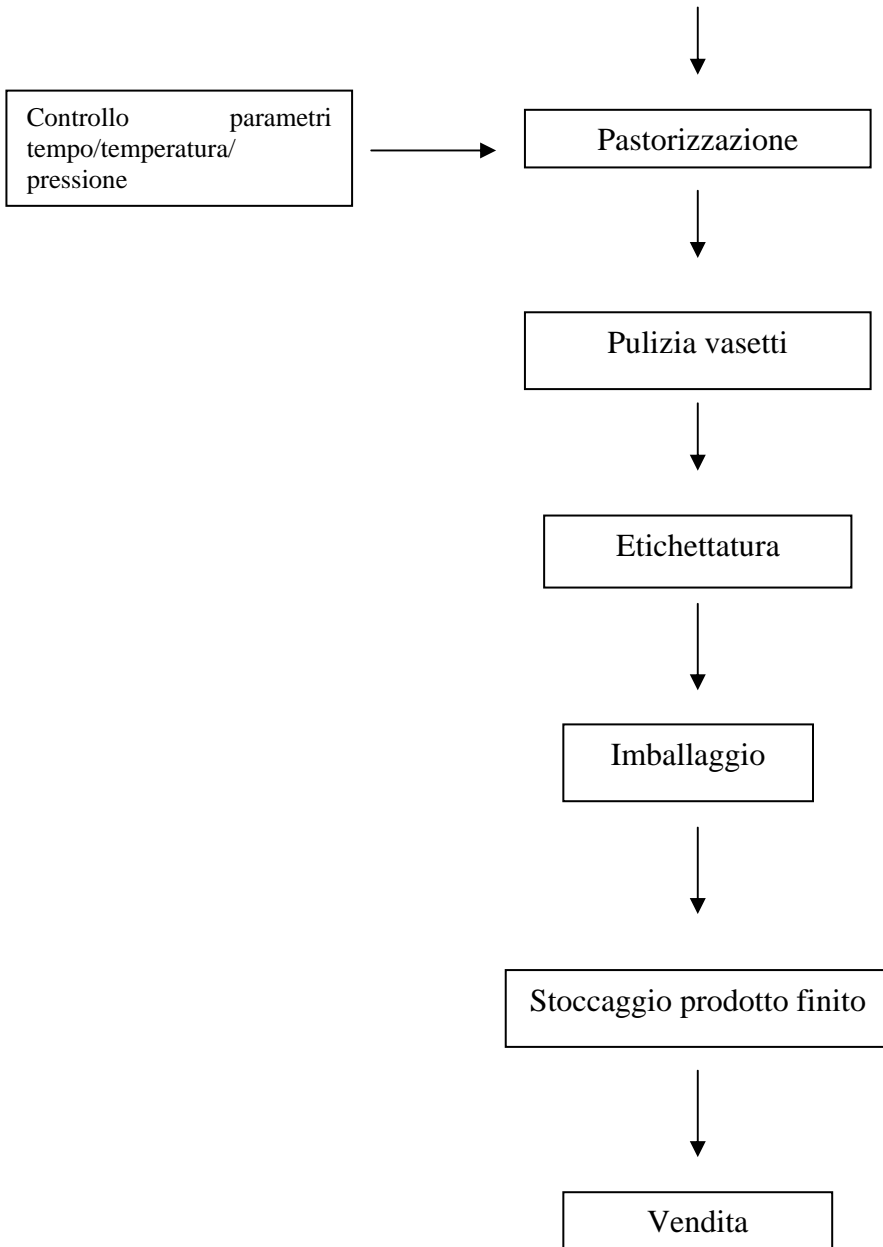 Controllo parametri
tempo/temperatura/
pressione
Pastorizzazione
Pulizia vasetti
Etichettatura
Imballaggio
Stoccaggio prodotto finito
Vendita